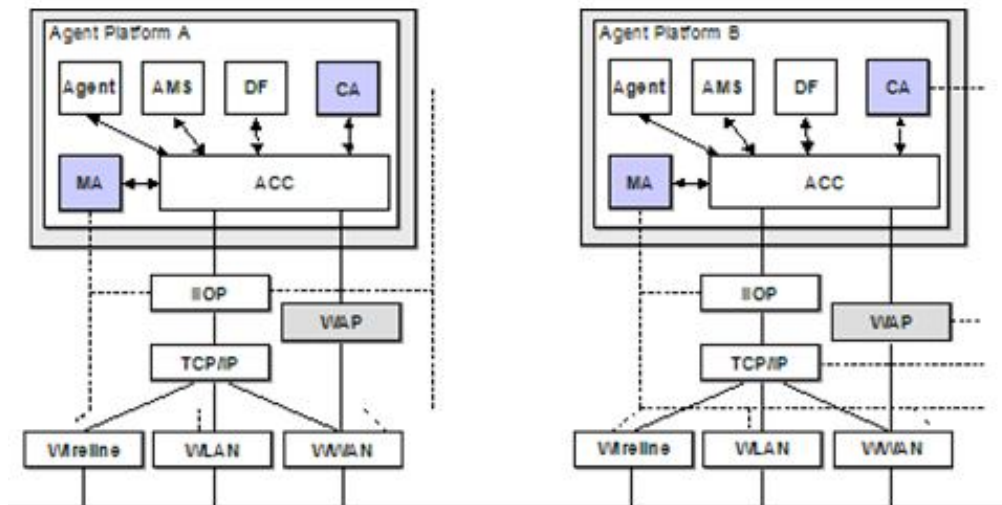 Agent Platform A
Agent AMS DF CA
MA ACC
IIOP
WAP
TCP/IP
Wireline WLAN WWAN
Agent Platform B
Agent AMS DF CA
MA ACC
IIOP
WAP
TCP/IP
Wireline WLAN WWAN